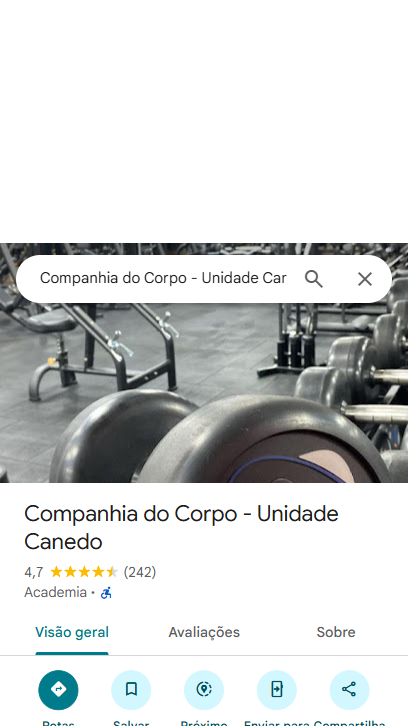 Companhia do Corpo - Unidade Car
Companhia do Corpo - Unidade
Canedo
4,7 (242)
Academia •
Visão geral Avaliações Sobre
Rotas Salvar Próximo Enviar para Compartilha